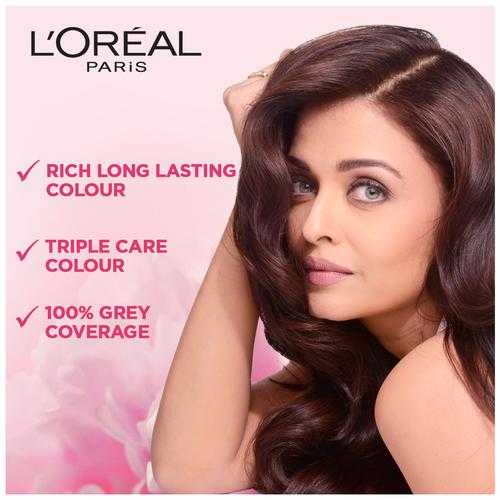 L'ORÉAL
PARiS
RICH LONG LASTING
COLOUR
TRIPLE CARE
COLOUR
100% GREY
COVERAGE